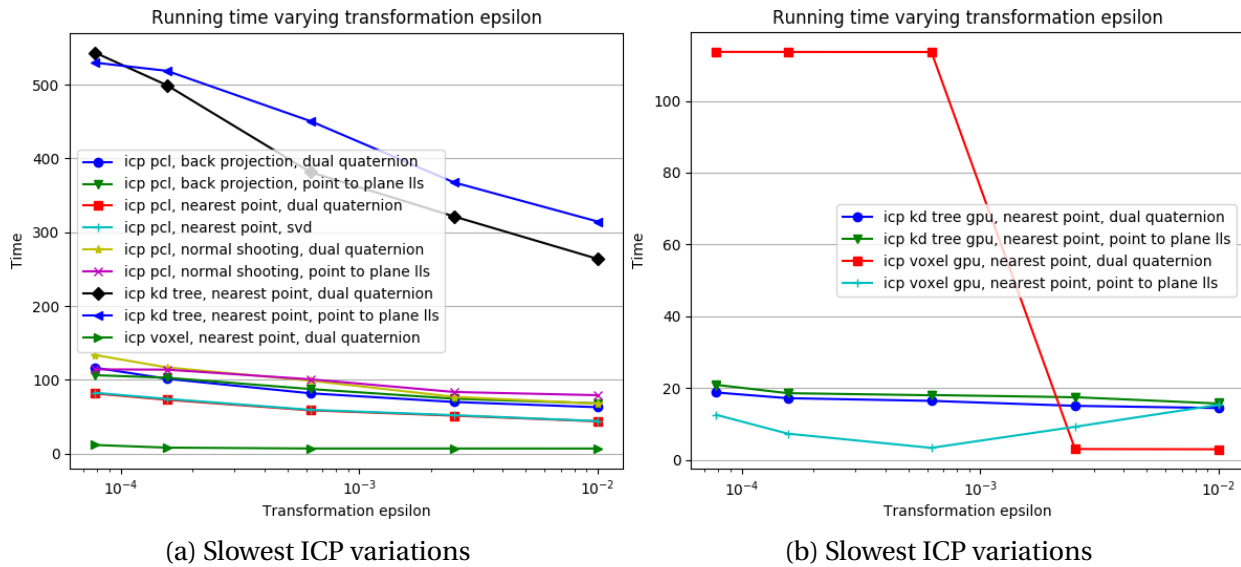 Running time varying transformation epsilon
500
400
300
200
100
0
Time
icp pcl, back projection, dual quaternion
icp pcl, back projection, point to plane lls
icp pcl, nearest point, dual quaternion
icp pcl, nearest point, svd
icp pcl, normal shooting, dual quaternion
icp pcl, normal shooting, point to plane lls
icp kd tree, nearest point, dual quaternion
icp kd tree, nearest point, point to plane lls
icp voxel, nearest point, dual quaternion
10⁻⁴
10⁻³
10⁻²
Transformation epsilon
(a) Slowest ICP variations
Running time varying transformation epsilon
100
80
60
40
20
0
Time
icp kd tree gpu, nearest point, dual quaternion
icp kd tree gpu, nearest point, point to plane lls
icp voxel gpu, nearest point, dual quaternion
icp voxel gpu, nearest point, point to plane lls
10⁻⁴
10⁻³
10⁻²
Transformation epsilon
(b) Slowest ICP variations